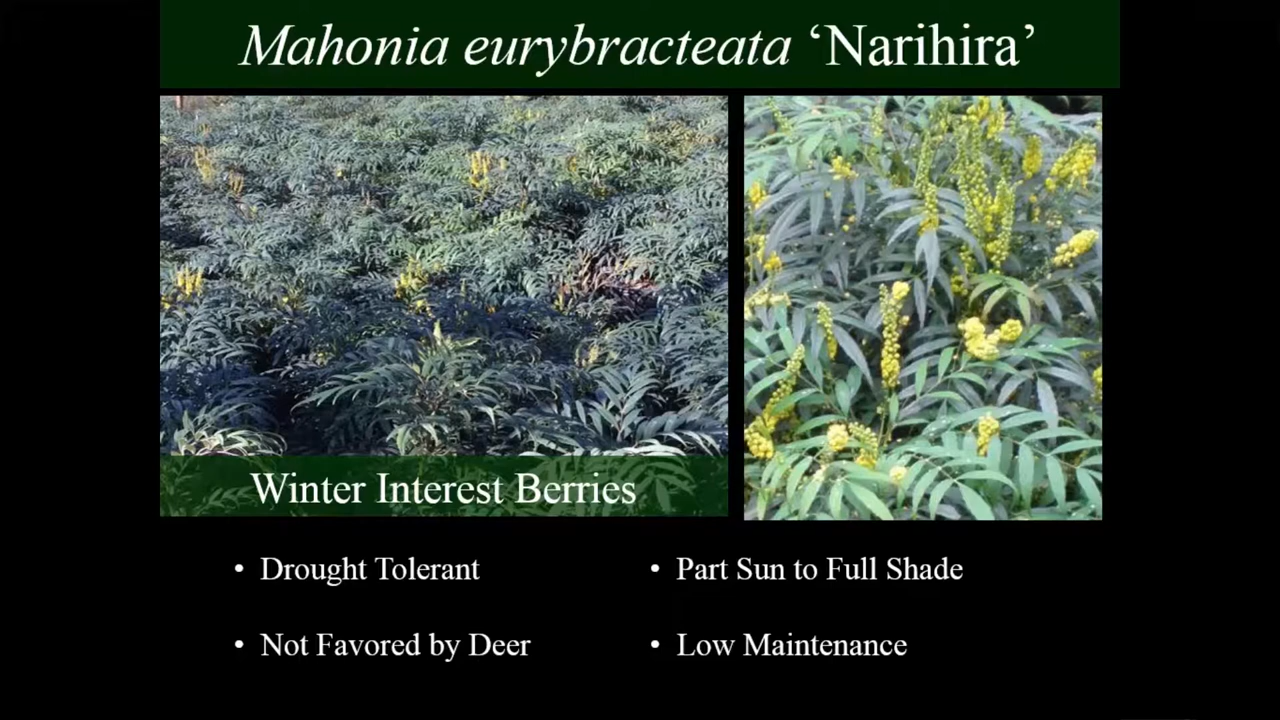 Mahonia eurybracteata ‘Narihira’
Winter Interest Berries
• Drought Tolerant
• Part Sun to Full Shade
• Not Favored by Deer
• Low Maintenance